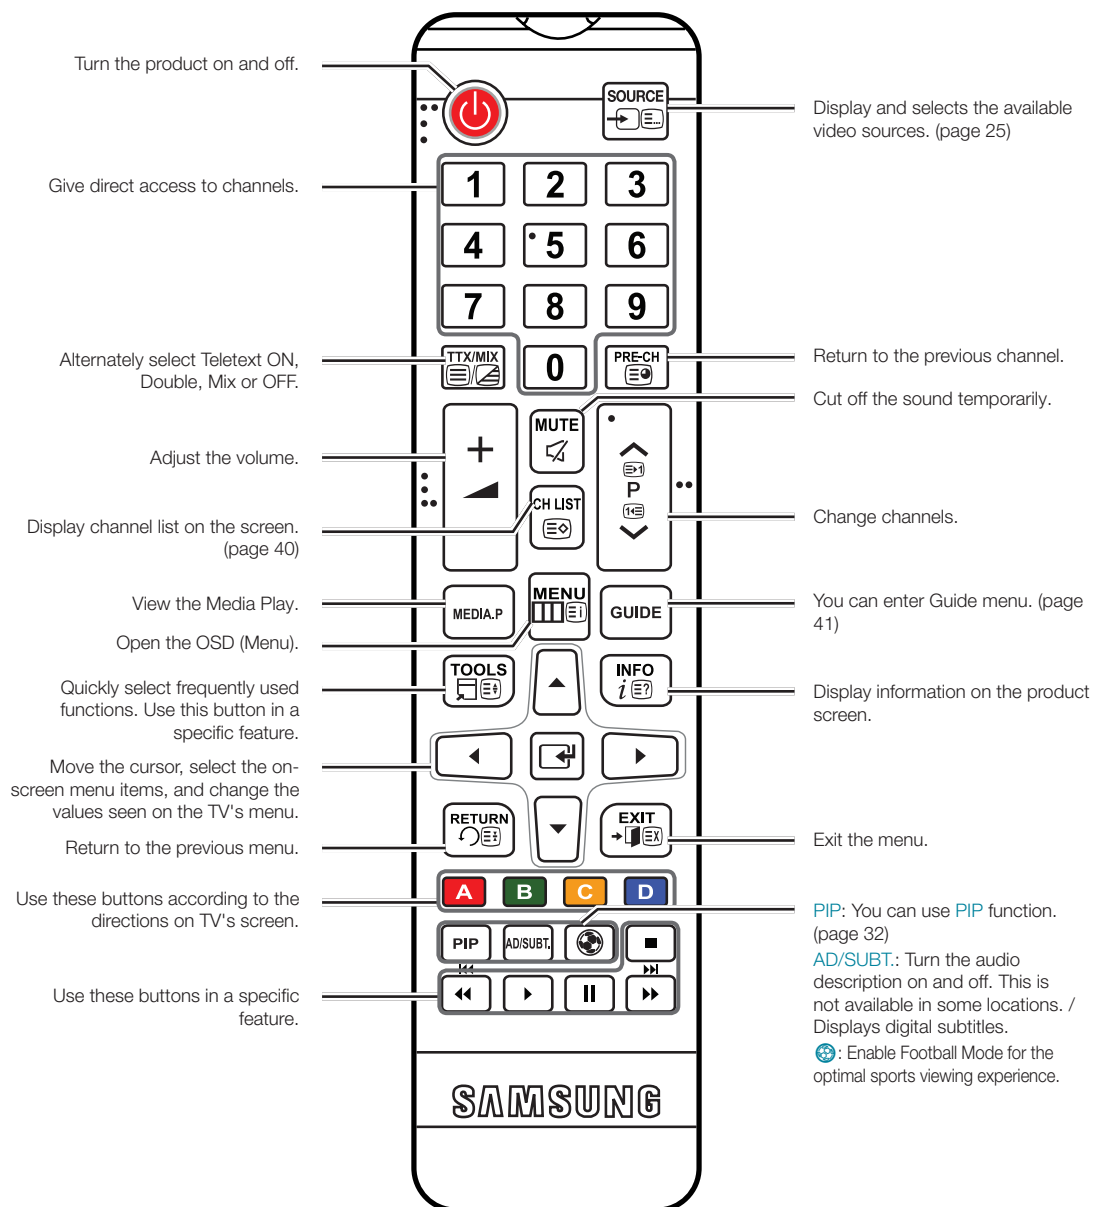 Turn the product on and off.
SOURCE
Display and selects the available
video sources. (page 25)
Give direct access to channels.
1 2 3
4 5 6
7 8 9
TTX/MIX
0
PRE-CH
Alternately select Teletext ON,
Double, Mix or OFF.
Return to the previous channel.
Cut off the sound temporarily.
MUTE
Adjust the volume.
P
CH LIST
Display channel list on the screen.
(page 40)
Change channels.
View the Media Play.
MEDIA.P
MENU
GUIDE
You can enter Guide menu. (page
41)
Open the OSD (Menu).
TOOLS
INFO
Quickly select frequently used
functions. Use this button in a
specific feature.
Display information on the product
screen.
Move the cursor, select the on-
screen menu items, and change the
values seen on the TV's menu.
RETURN
EXIT
Return to the previous menu.
Exit the menu.
Use these buttons according to the
directions on TV's screen.
A B C D
PIP AD/SUBT.
PIP: You can use PIP function.
(page 32)
AD/SUBT.: Turn the audio
description on and off. This is
not available in some locations. /
Displays digital subtitles.
: Enable Football Mode for the
optimal sports viewing experience.
Use these buttons in a specific
feature.
SAMSUNG